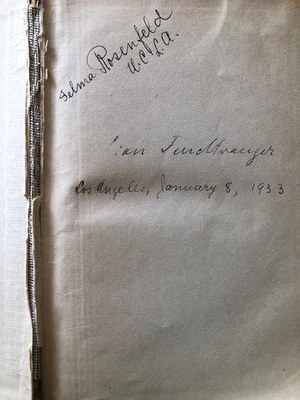 Selma Rosenfeld
U.C.L.A.
Lion Feuchtwanger
Los Angeles, January 8, 1933